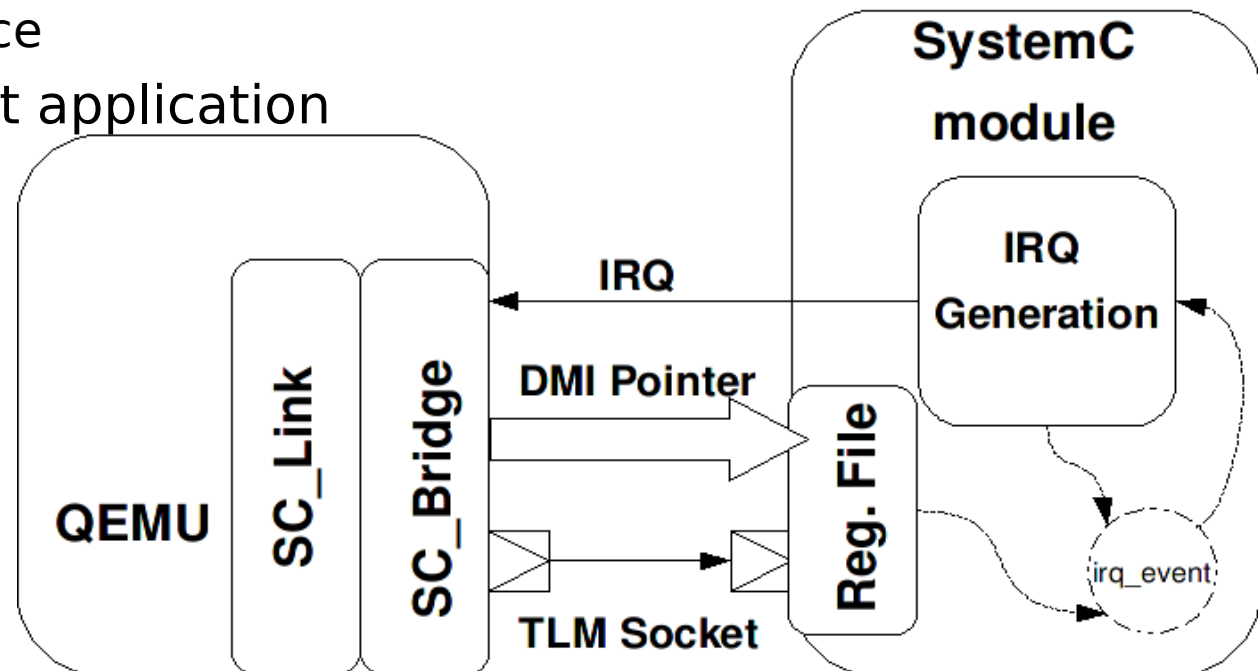 ce
t application
SystemC
module
IRQ
Generation
IRQ
DMI Pointer
SC_Link
SC_Bridge
QEMU
Reg. File
irq_event
TLM Socket